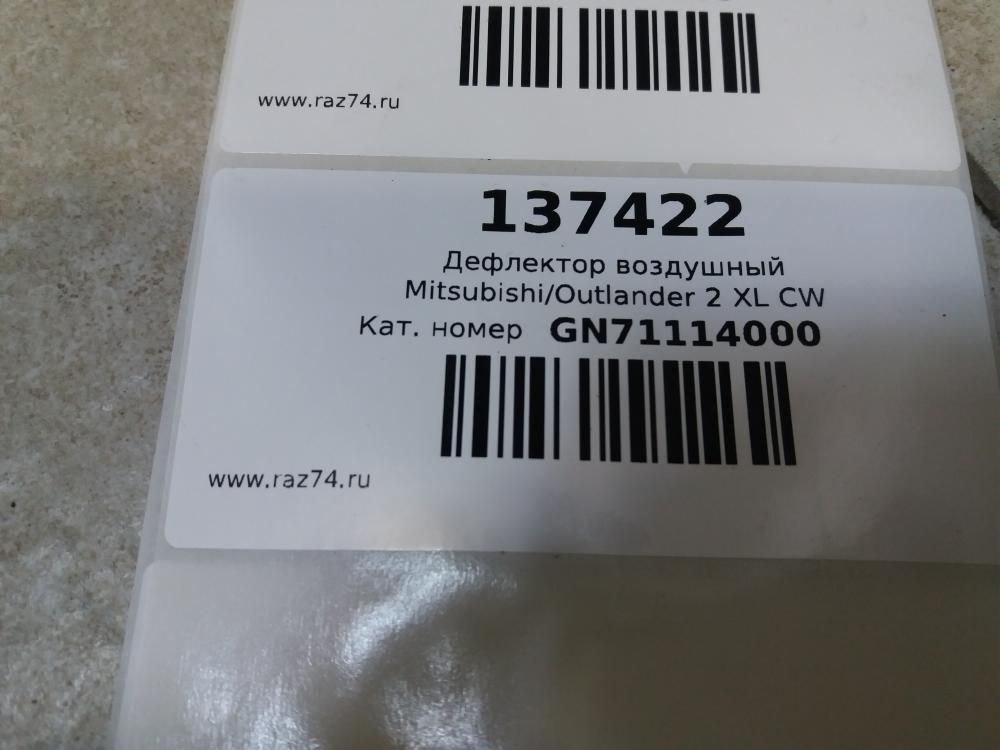 www.raz74.ru
137422
Дефлектор воздушный
Mitsubishi/Outlander 2 XL CW
Кат. номер GN71114000
www.raz74.ru